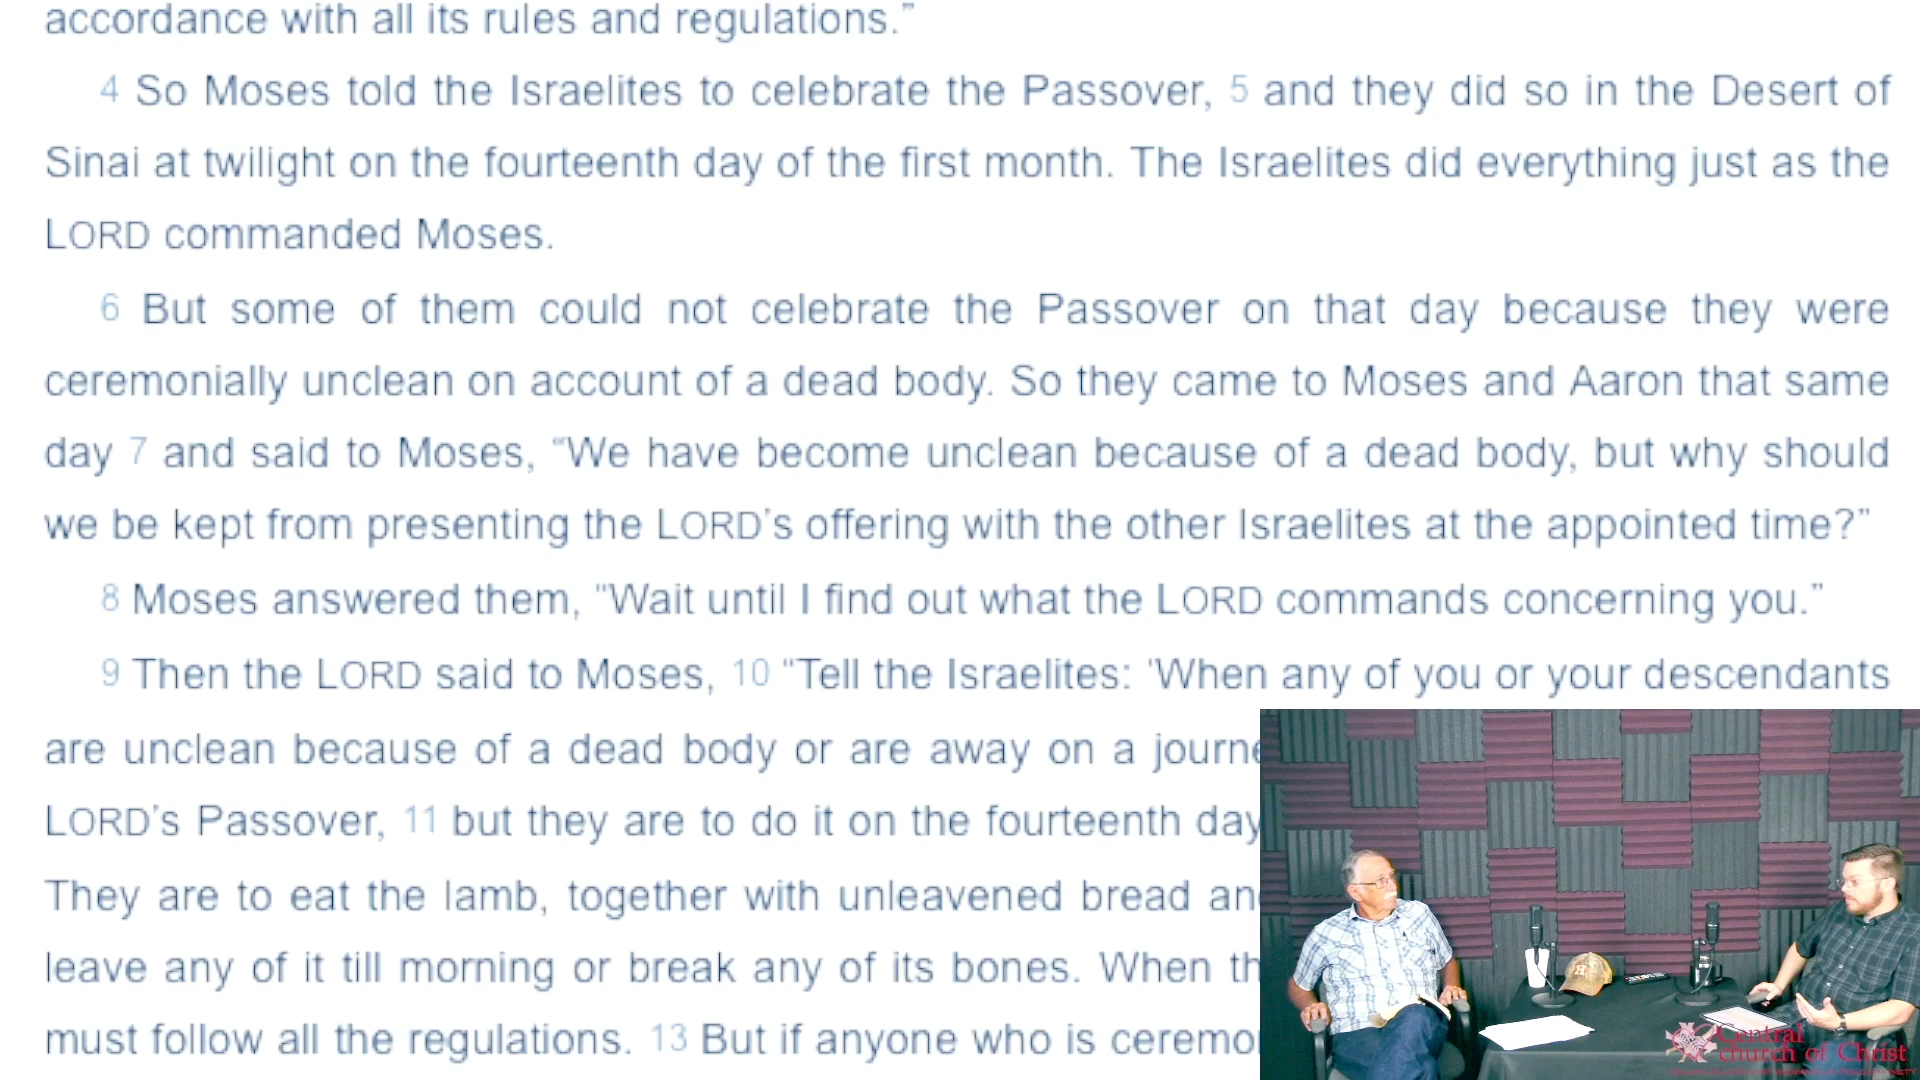 accordance with all its rules and regulations.”
4 So Moses told the Israelites to celebrate the Passover, 5 and they did so in the Desert of
Sinai at twilight on the fourteenth day of the first month. The Israelites did everything just as the
LORD commanded Moses.
6 But some of them could not celebrate the Passover on that day because they were
ceremonially unclean on account of a dead body. So they came to Moses and Aaron that same
day 7 and said to Moses, “We have become unclean because of a dead body, but why should
we be kept from presenting the LORD’s offering with the other Israelites at the appointed time?”
8 Moses answered them, “Wait until I find out what the LORD commands concerning you.”
9 Then the LORD said to Moses, 10 “Tell the Israelites: ‘When any of you or your descendants
are unclean because of a dead body or are away on a journe
LORD’s Passover, 11 but they are to do it on the fourteenth day
They are to eat the lamb, together with unleavened bread an
leave any of it till morning or break any of its bones. When th
must follow all the regulations. 13 But if anyone who is ceremo
Central
church of Christ